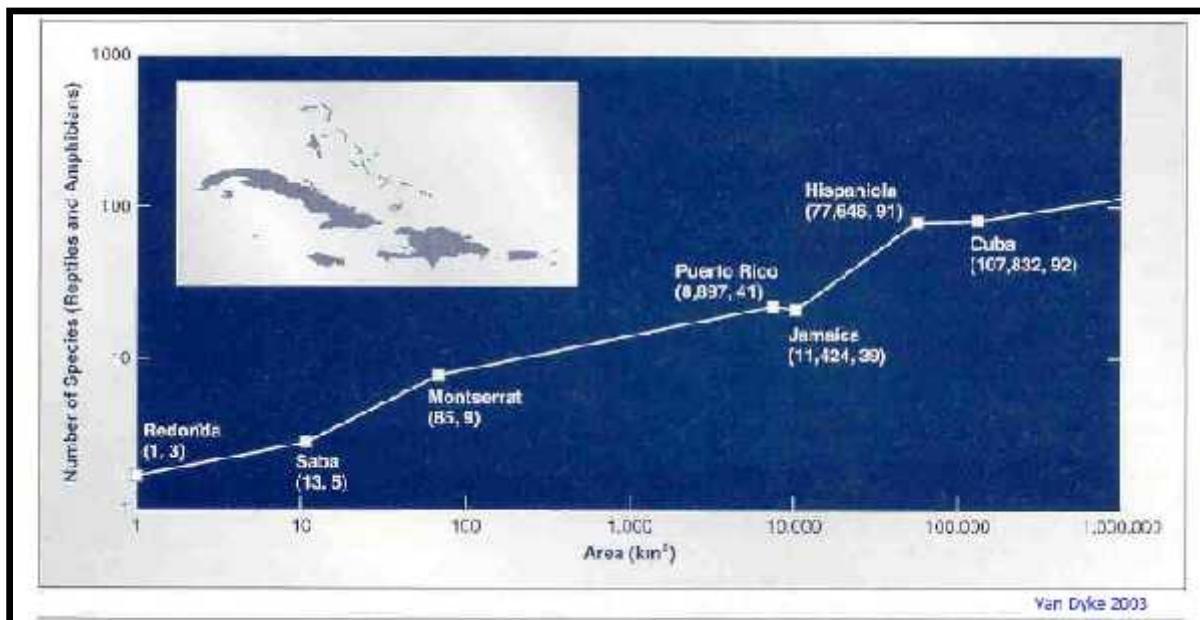 1000
100
10
1
Number of Species (Reptiles and Amphibians)
Redonda
(1, 3)
Saba
(13, 5)
Montserrat
(85, 9)
Puerto Rico
(8,897, 41)
Jamaica
(11,424, 39)
Hispaniola
(77,648, 91)
Cuba
(107,832, 92)
1
10
100
1,000
10,000
100,000
1,000,000
Area (km²)
Van Dyke 2003